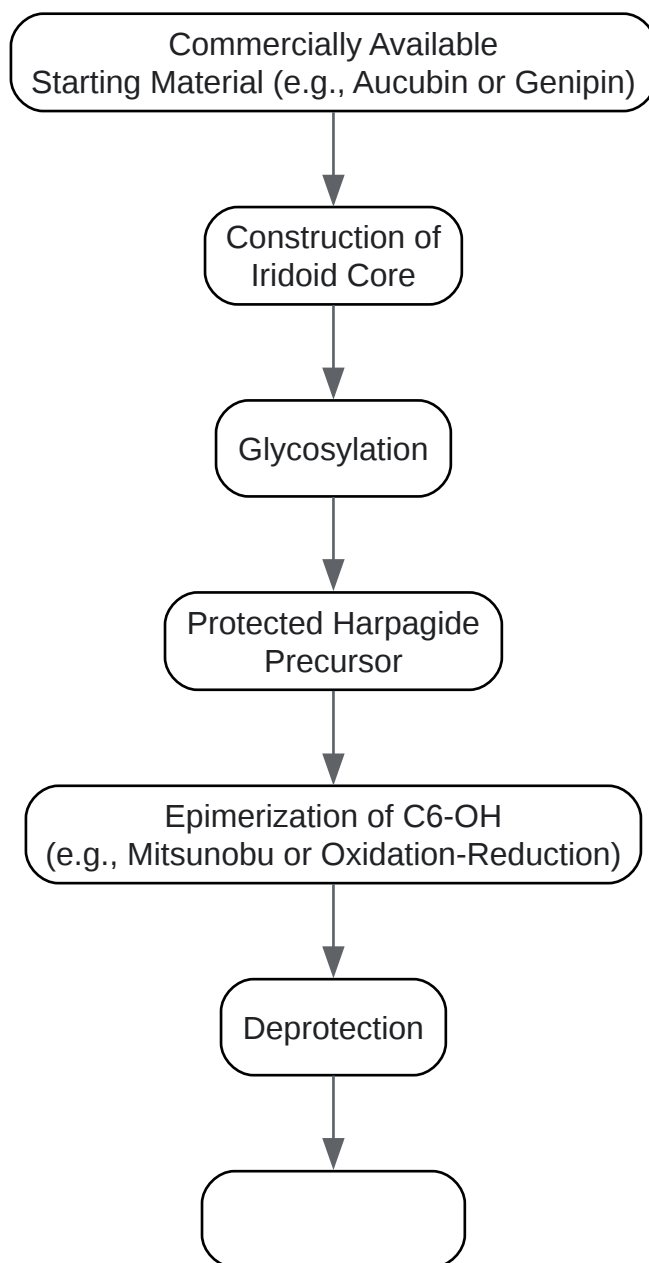 Commercially Available
Starting Material (e.g., Aucubin or Genipin)
Construction of
Iridoid Core
Glycosylation
Protected Harpagide
Precursor
Epimerization of C6-OH
(e.g., Mitsunobu or Oxidation-Reduction)
Deprotection